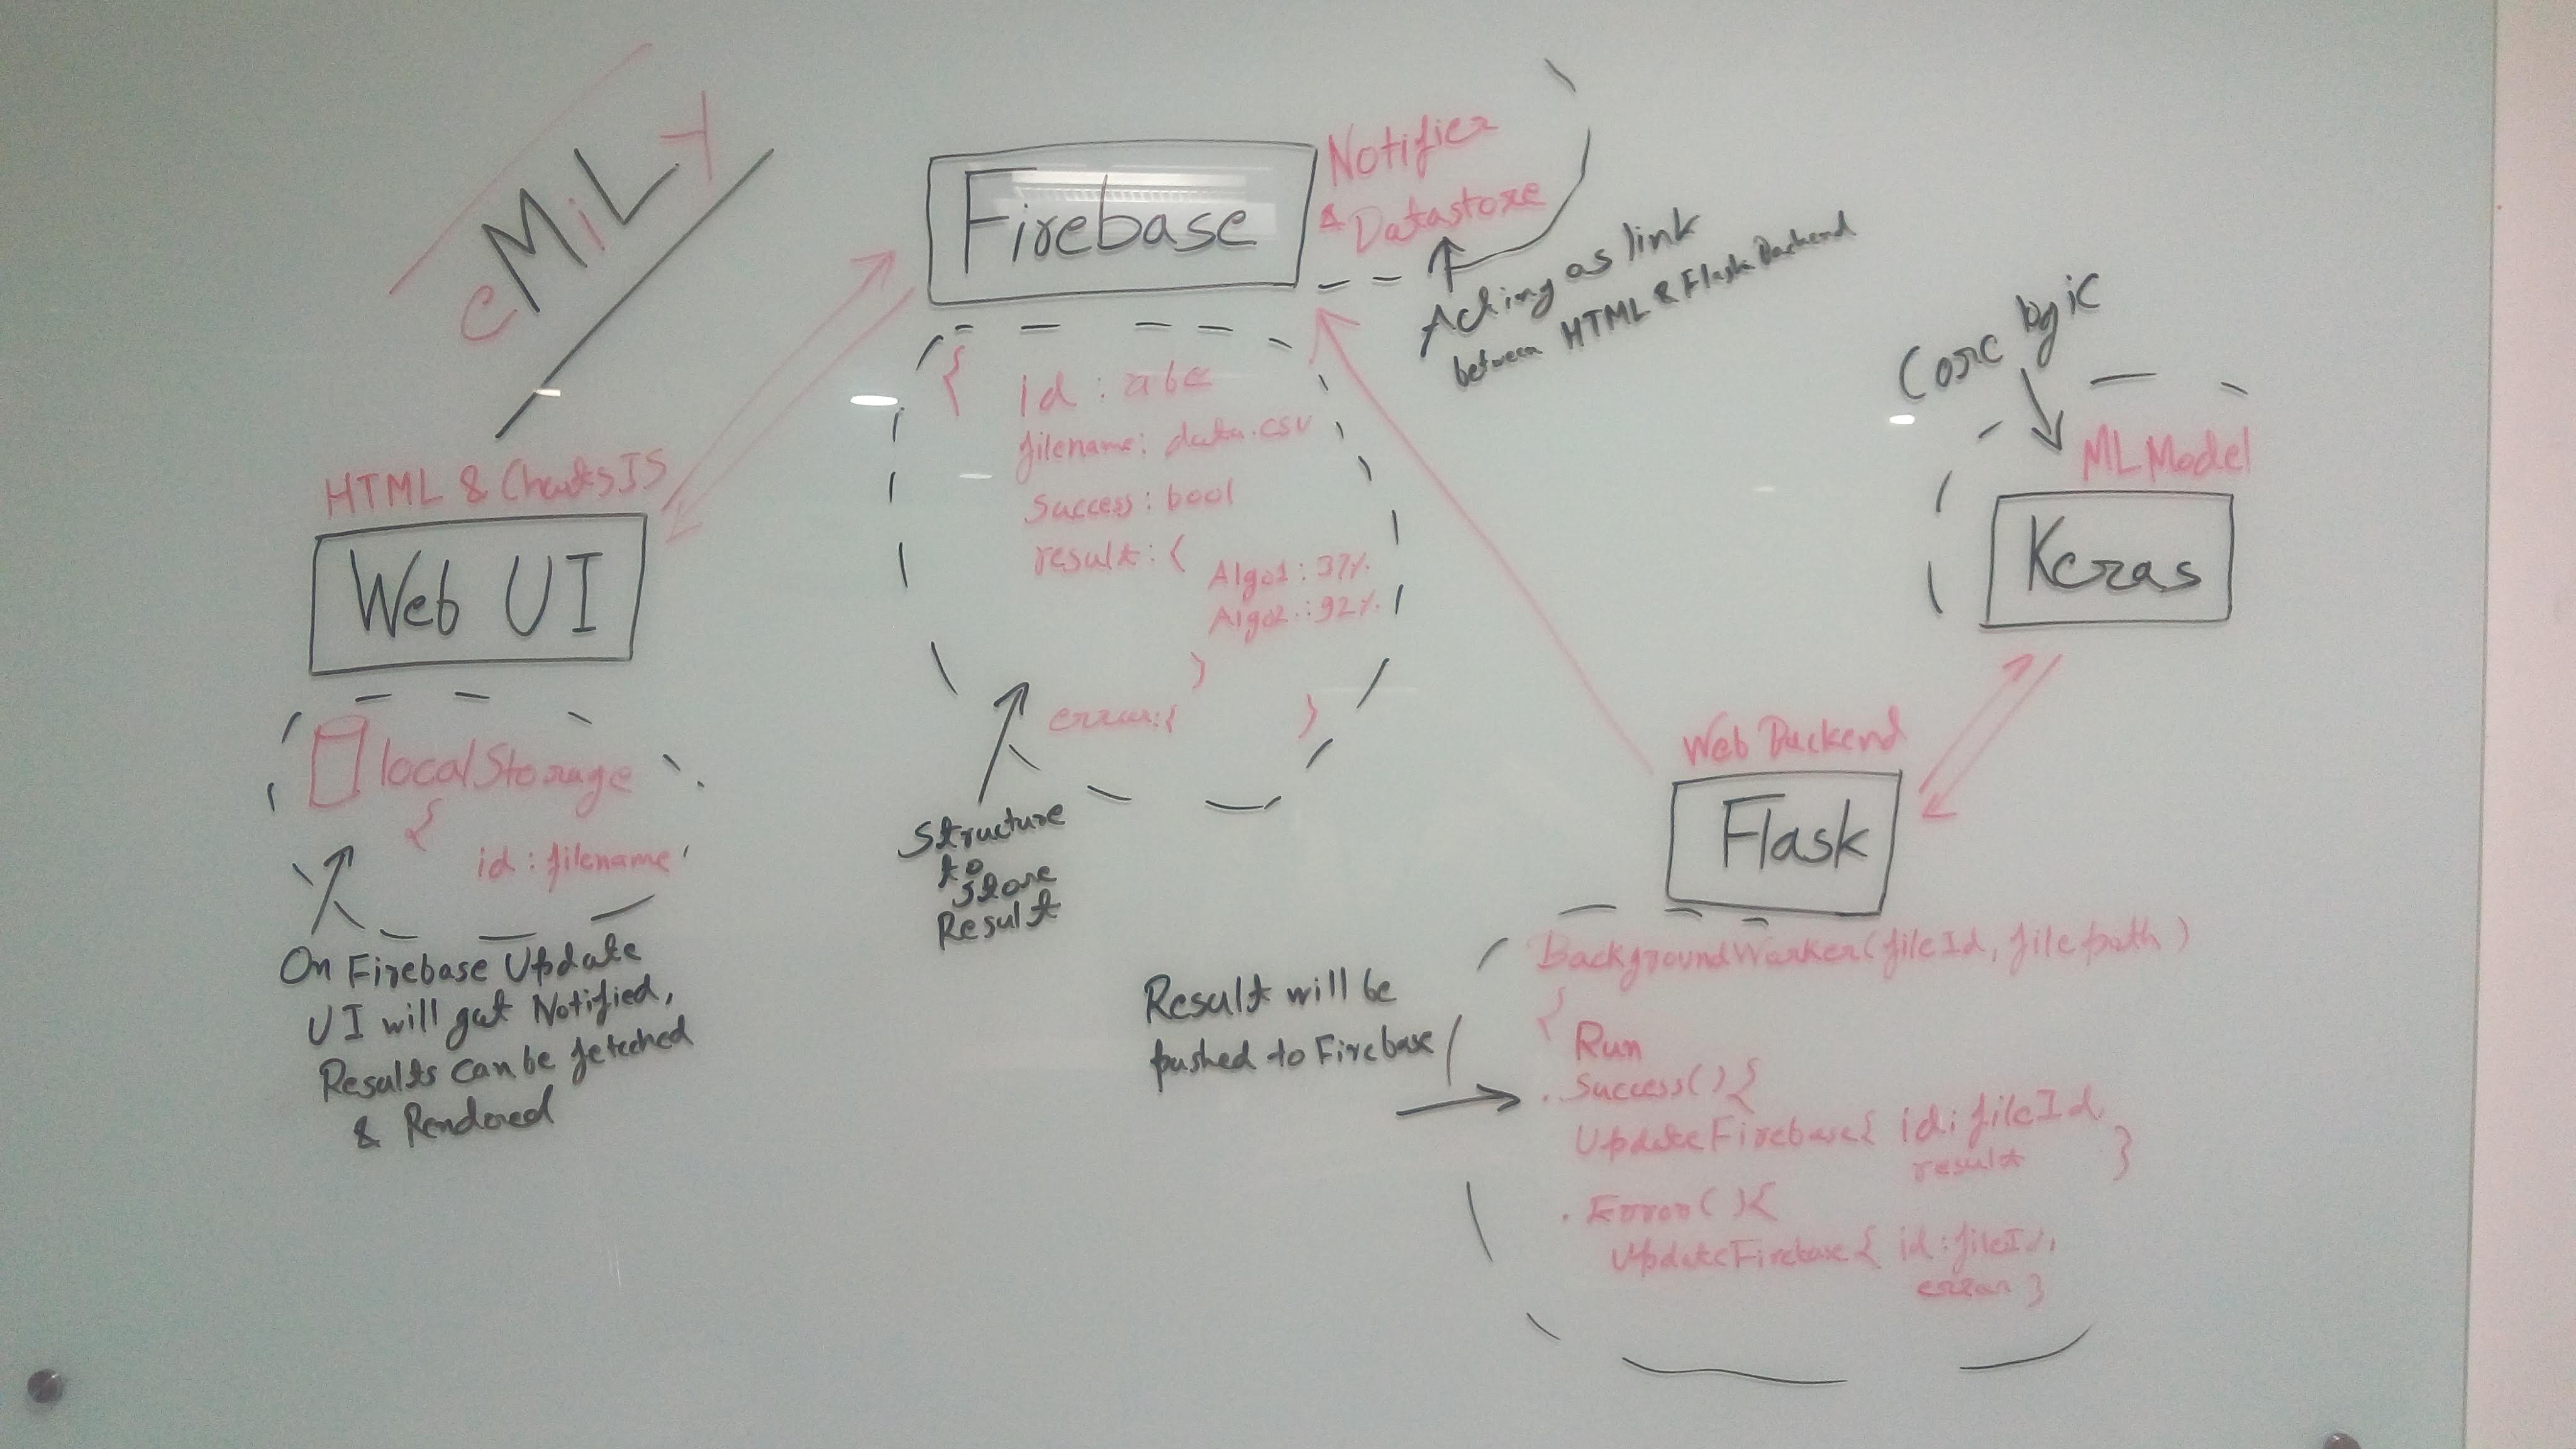 eMiLY
Firebase
Notifier
& Datastore
Acking as link
between HTML & Flask Backend
{
id : abc
filename: data.csv
Success: bool
result: {
Algo1: 37%
Algo2: 92%
}
error: {
}
Structure
to
Store
Result
HTML & ChartsJS
Web UI
localStorage
{
id : filename
On Firebase Update
UI will get Notified,
Results can be feteched
& Rendered
Core logic
ML Model
Keras
Web Backend
Flask
BackgroundWorker(fileId, filepath)
{
Run
. Success(){
UpdateFirebase{ id: fileId,
result }
. Error(){
UpdateFirebase{ id: fileId,
error }
Result will be
pushed to Firebase